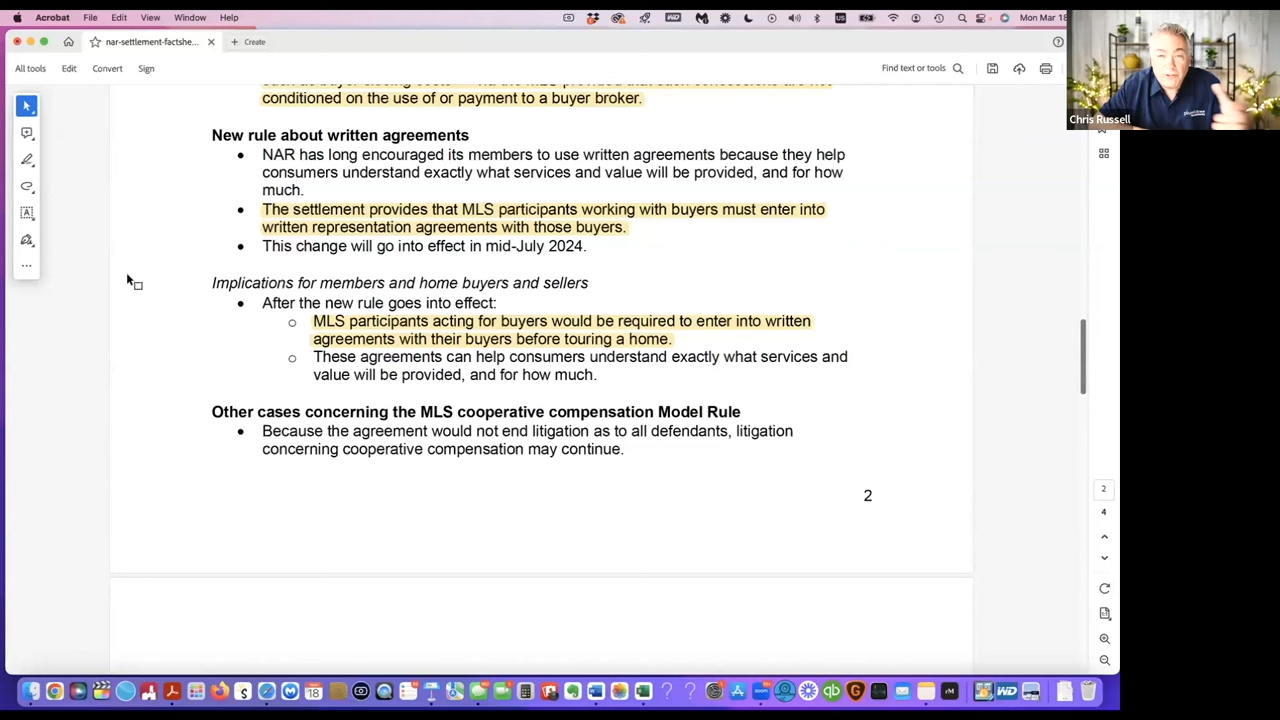 Acrobat File Edit View Window Help
US
Mon Mar 18
nar-settlement-factshe...
+ Create
All tools Edit Convert Sign
Find text or tools
Chris Russell
conditioned on the use of or payment to a buyer broker.
New rule about written agreements
• NAR has long encouraged its members to use written agreements because they help
consumers understand exactly what services and value will be provided, and for how
much.
• The settlement provides that MLS participants working with buyers must enter into
written representation agreements with those buyers.
• This change will go into effect in mid-July 2024.
Implications for members and home buyers and sellers
• After the new rule goes into effect:
○ MLS participants acting for buyers would be required to enter into written
agreements with their buyers before touring a home.
○ These agreements can help consumers understand exactly what services and
value will be provided, and for how much.
Other cases concerning the MLS cooperative compensation Model Rule
• Because the agreement would not end litigation as to all defendants, litigation
concerning cooperative compensation may continue.
2
2
4